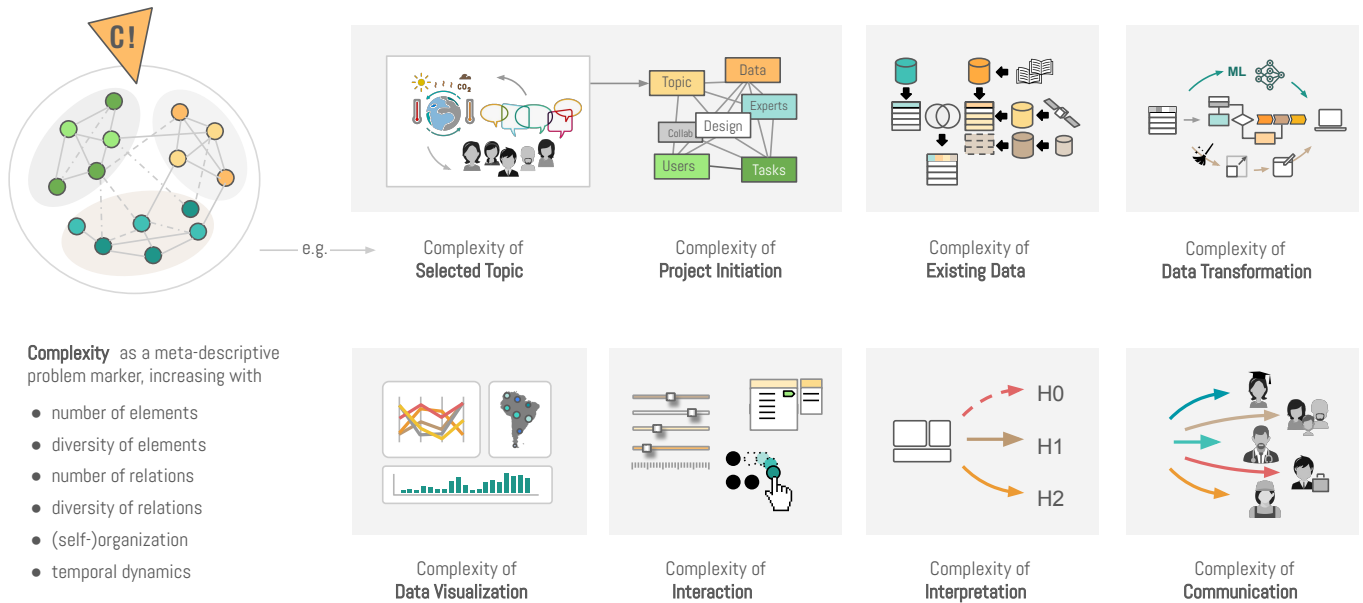 C!
e.g.
CO2
Topic
Data
Experts
Collab
Design
Users
Tasks
ML
Complexity of
Selected Topic
Complexity of
Project Initiation
Complexity of
Existing Data
Complexity of
Data Transformation
Complexity as a meta-descriptive
problem marker, increasing with
● number of elements
● diversity of elements
● number of relations
● diversity of relations
● (self-)organization
● temporal dynamics
H0
H1
H2
Complexity of
Data Visualization
Complexity of
Interaction
Complexity of
Interpretation
Complexity of
Communication